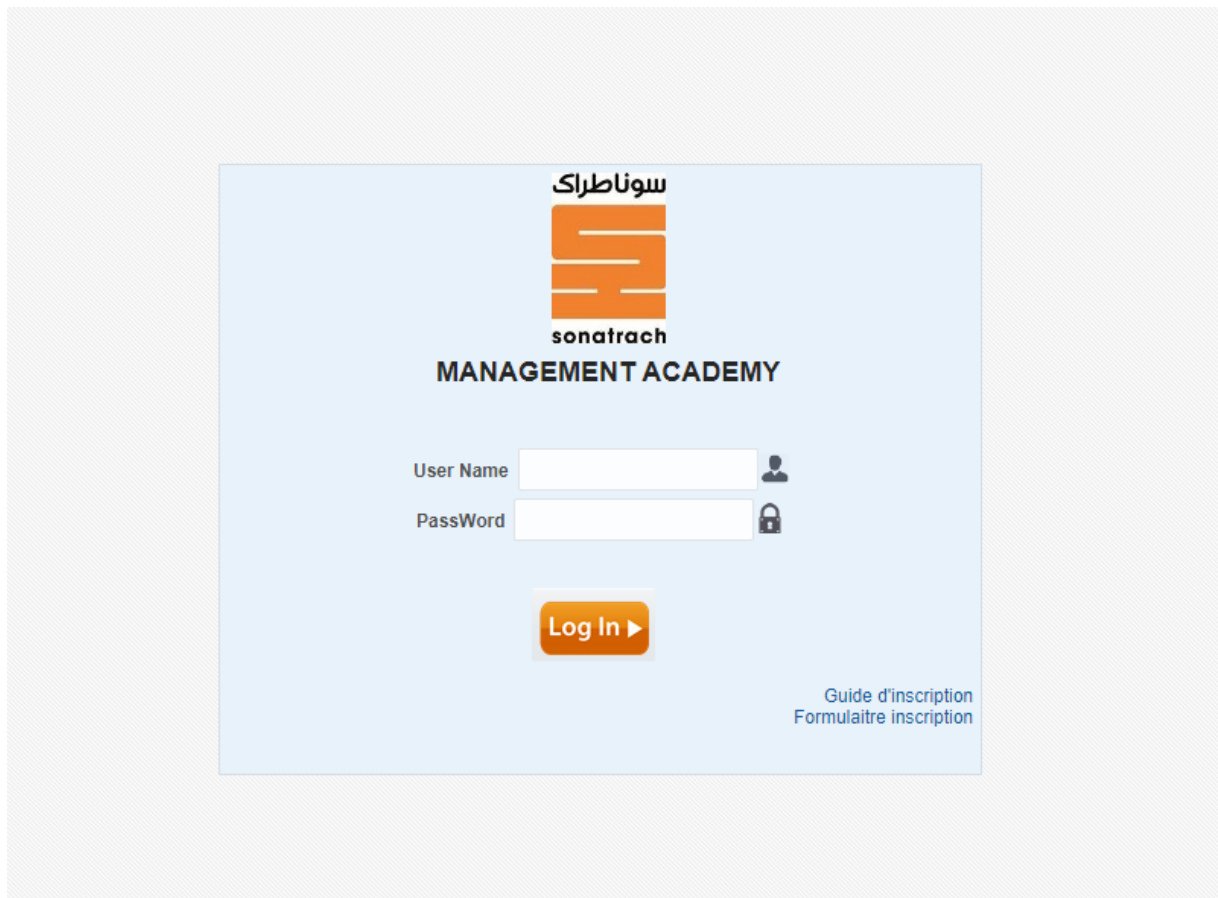 سوناطراک
sonatrach
MANAGEMENT ACADEMY
User Name
PassWord
Log In
Guide d'inscription
Formulaitre inscription